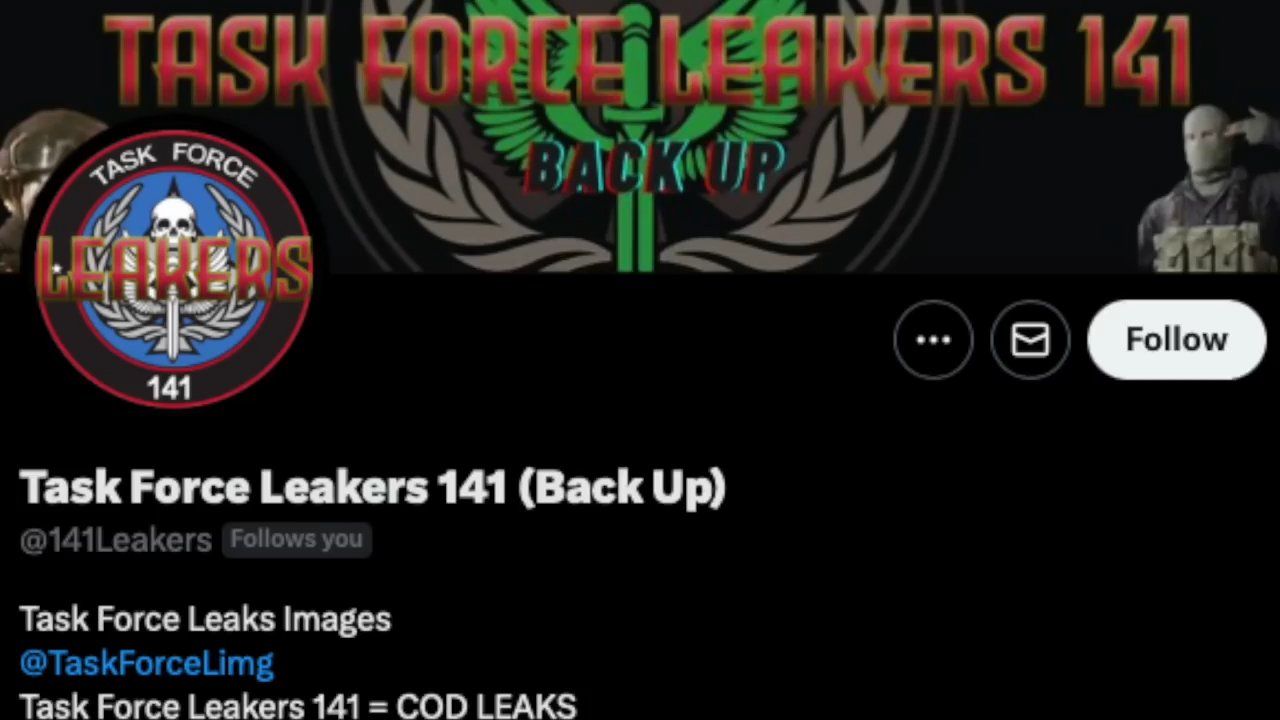 TASK FORCE LEAKERS 141
BACK UP
TASK FORCE
LEAKERS
141
Follow
Task Force Leakers 141 (Back Up)
@141Leakers Follows you
Task Force Leaks Images
@TaskForceLimg
Task Force Leakers 141 = COD LEAKS